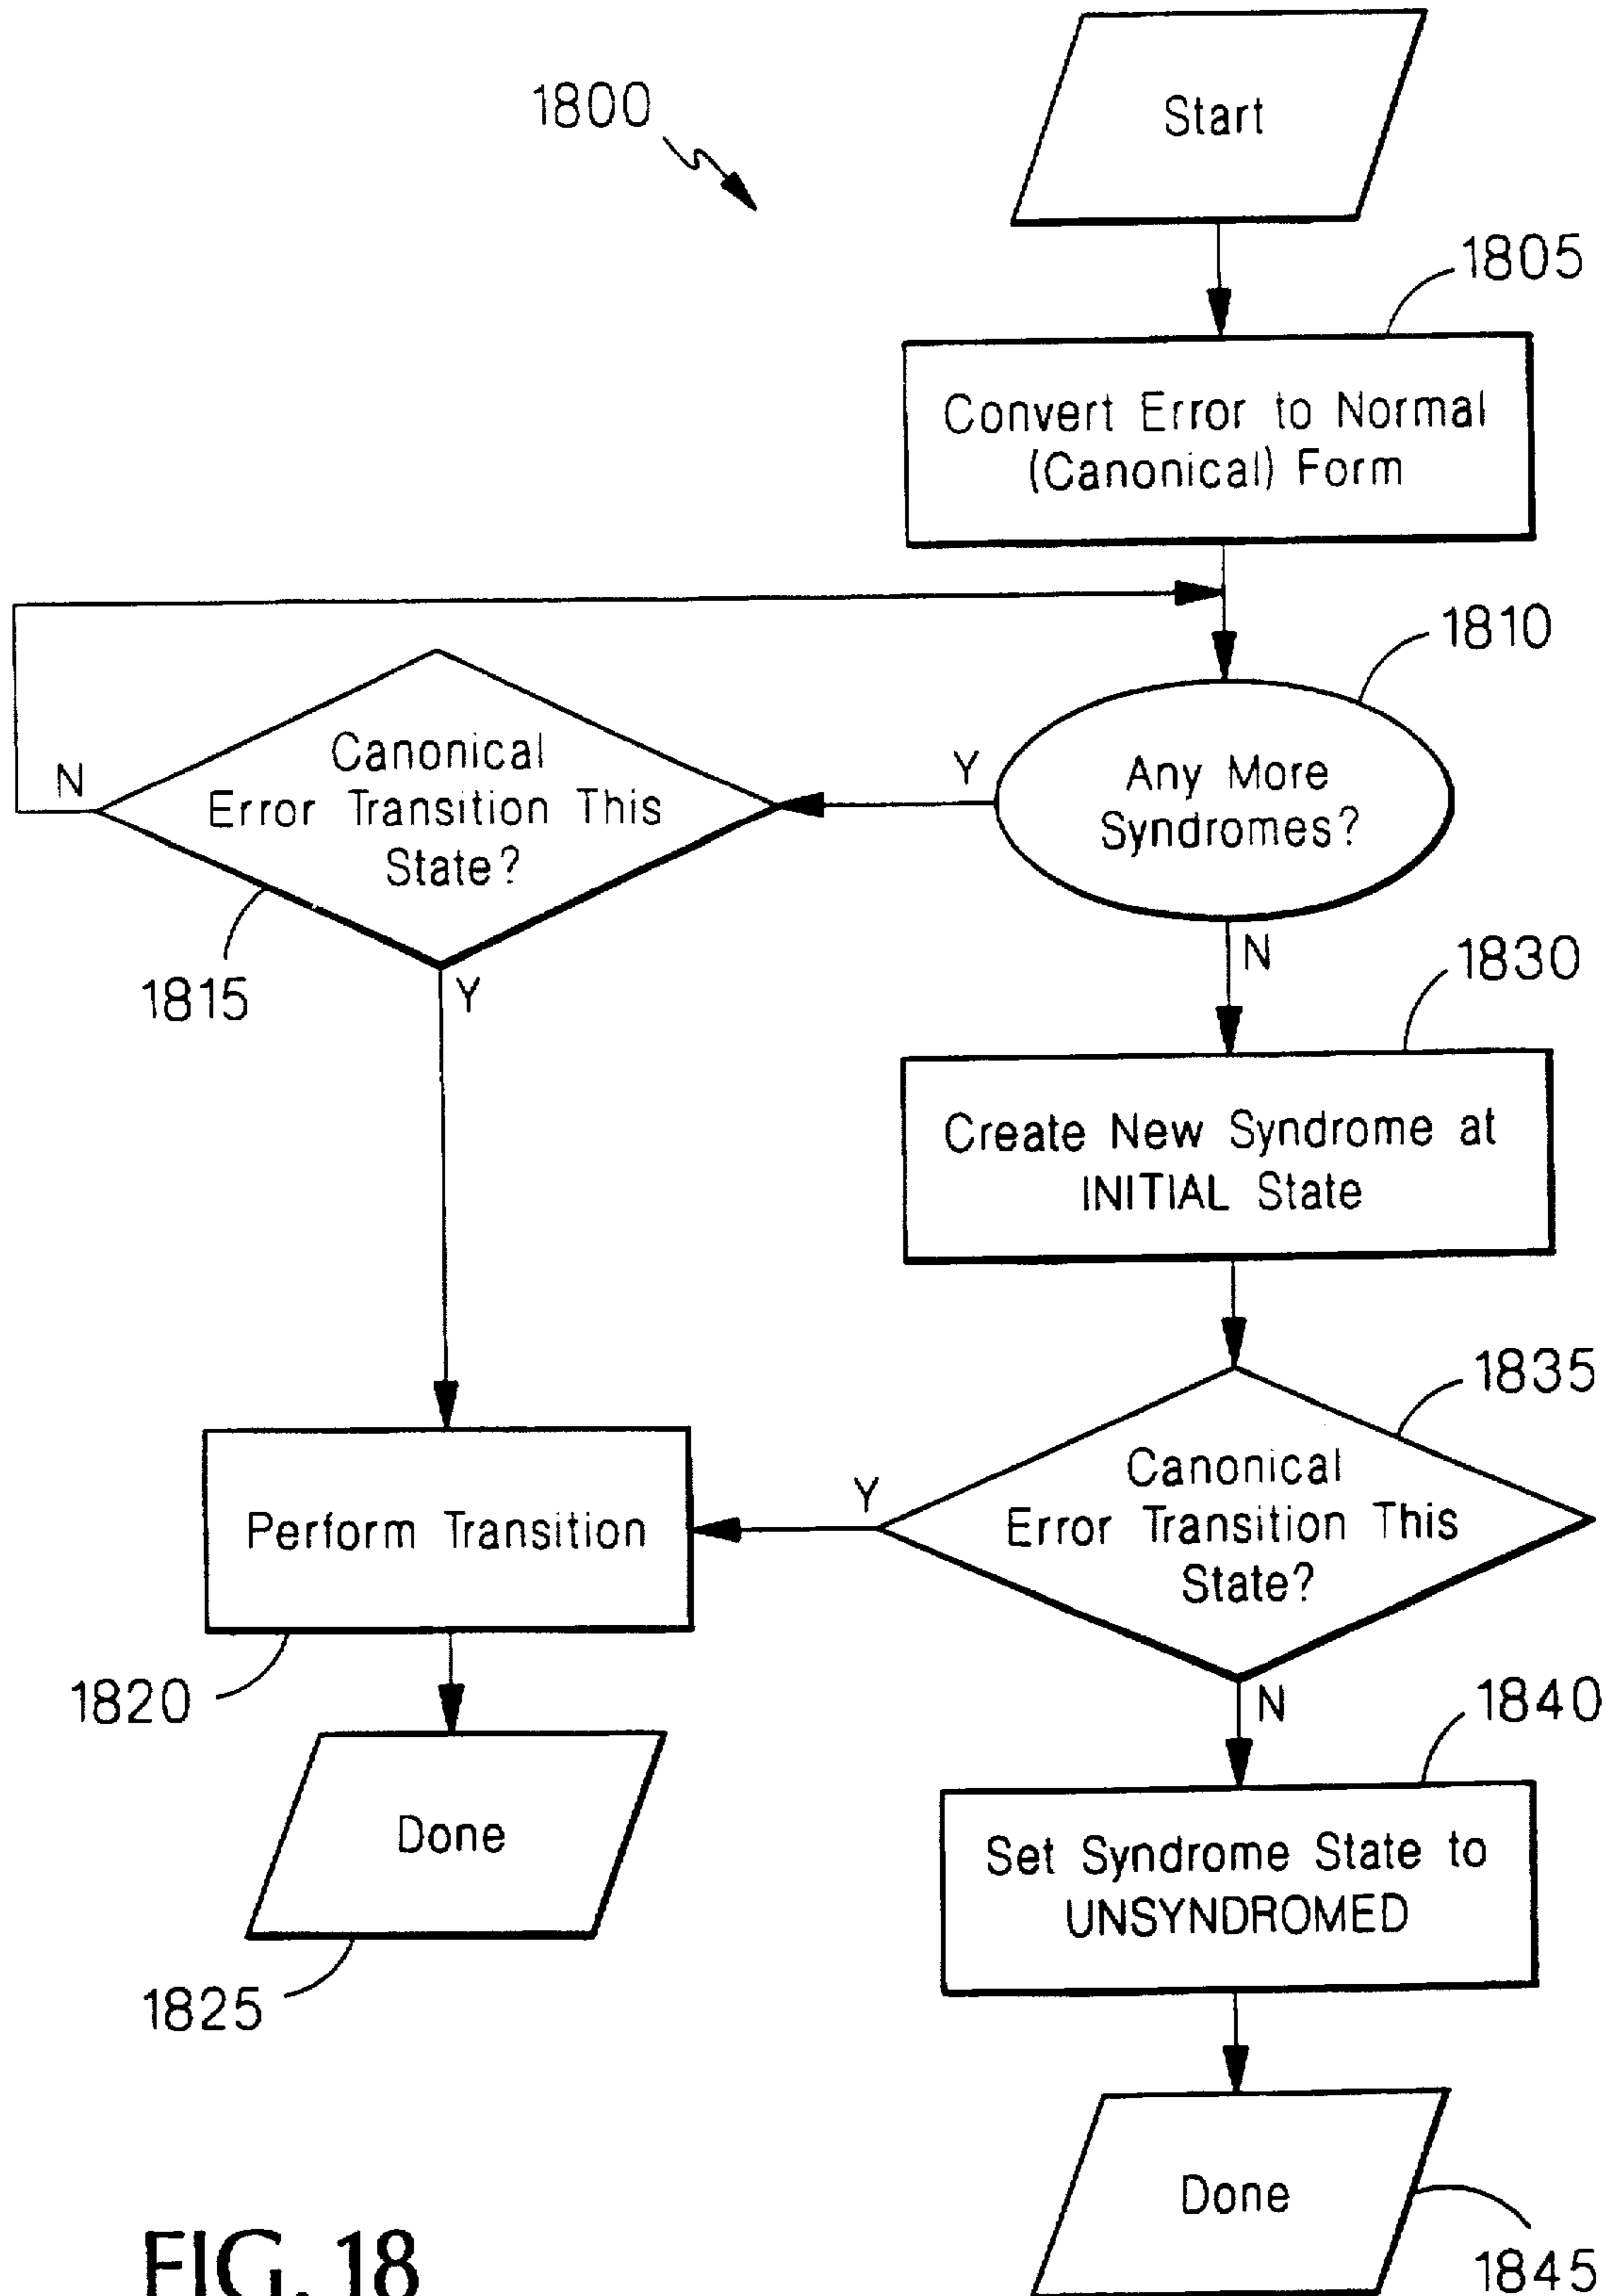 1800
Start
1805
Convert Error to Normal
(Canonical) Form
1810
Any More
Syndromes?
Y
N
Canonical
Error Transition This
State?
N
Y
1815
1830
Create New Syndrome at
INITIAL State
1835
Canonical
Error Transition This
State?
Y
N
Perform Transition
1820
Done
1825
1840
Set Syndrome State to
UNSYNDROMED
Done
1845
FIG. 18